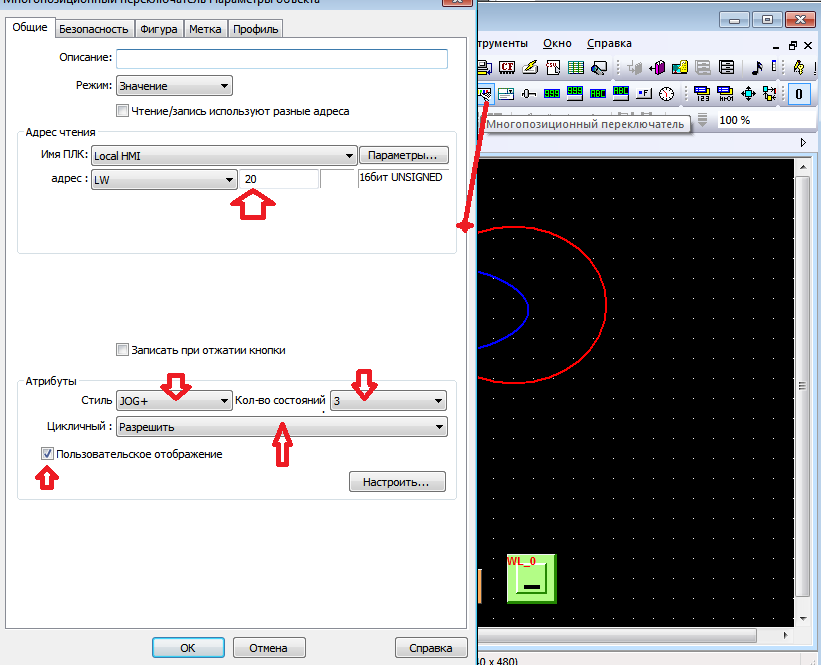 Многопозиционный переключатель Параметры объекта
Общие Безопасность Фигура Метка Профиль
Описание:
Режим: Значение
Чтение/запись используют разные адреса
Адрес чтения
Имя ПЛК: Local HMI Параметры...
адрес : LW 20 16бит UNSIGNED
Записать при отжатии кнопки
Атрибуты
Стиль JOG+ Кол-во состояний : 3
Цикличный : Разрешить
Пользовательское отображение
Настроить...
OK Отмена Справка
трументы Окно Справка
Многопозиционный переключатель
100 %
0
WL_0
40 x 480)